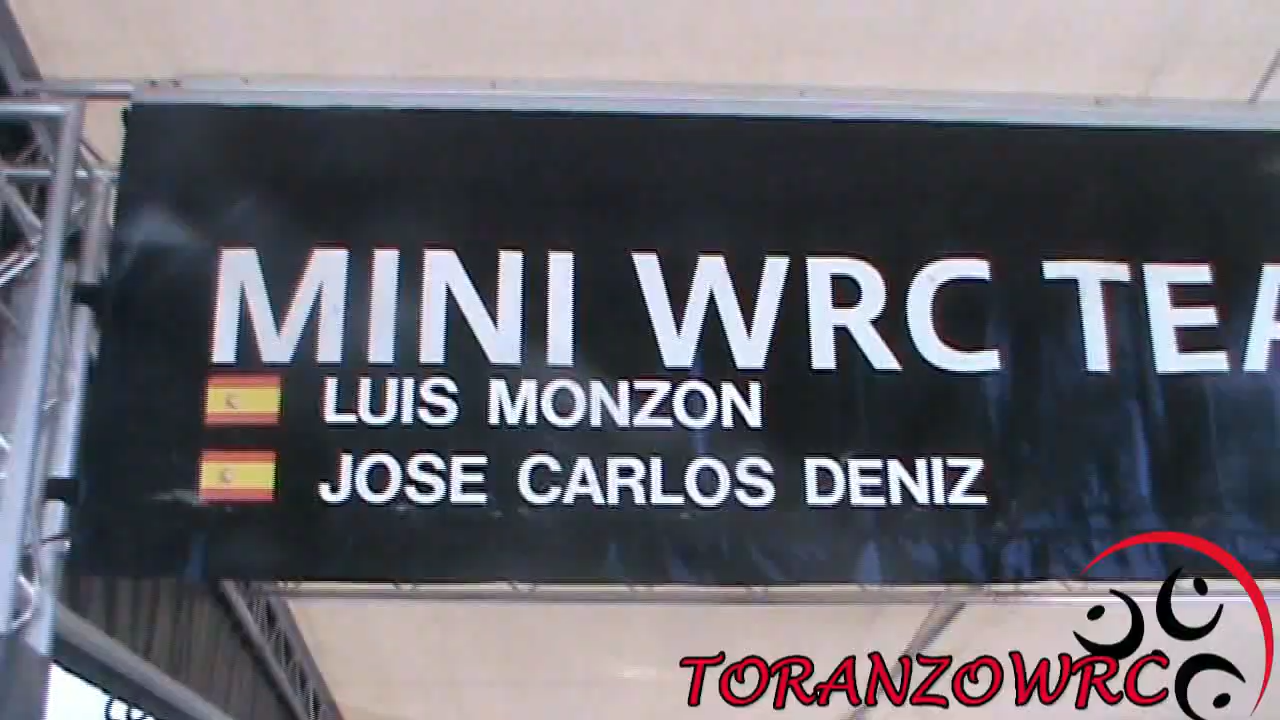 MINI WRC TEA
LUIS MONZON
JOSE CARLOS DENIZ
TORANZOWRC